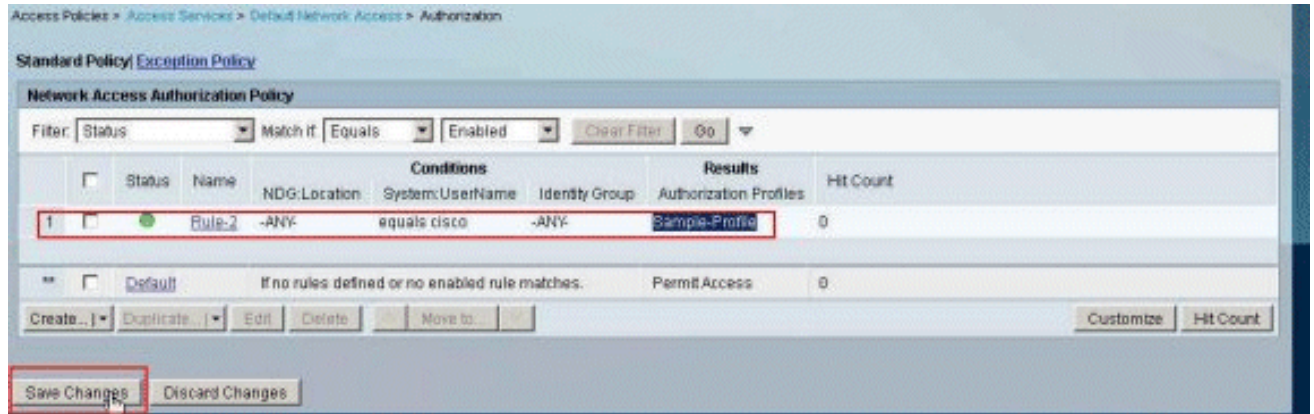 Access Policies > Access Services > Default Network Access > Authorization
Standard Policy| Exception Policy
Network Access Authorization Policy
Filter: Status Match if: Equals Enabled Clear Filter Go
Conditions Results
Status Name NDG:Location System:UserName Identity Group Authorization Profiles Hit Count
1 Rule-2 -ANY- equals cisco -ANY- Sample-Profile 0
** Default If no rules defined or no enabled rule matches. Permit Access 0
Create... | Duplicate... | Edit Delete Move to... Customize Hit Count
Save Changes Discard Changes